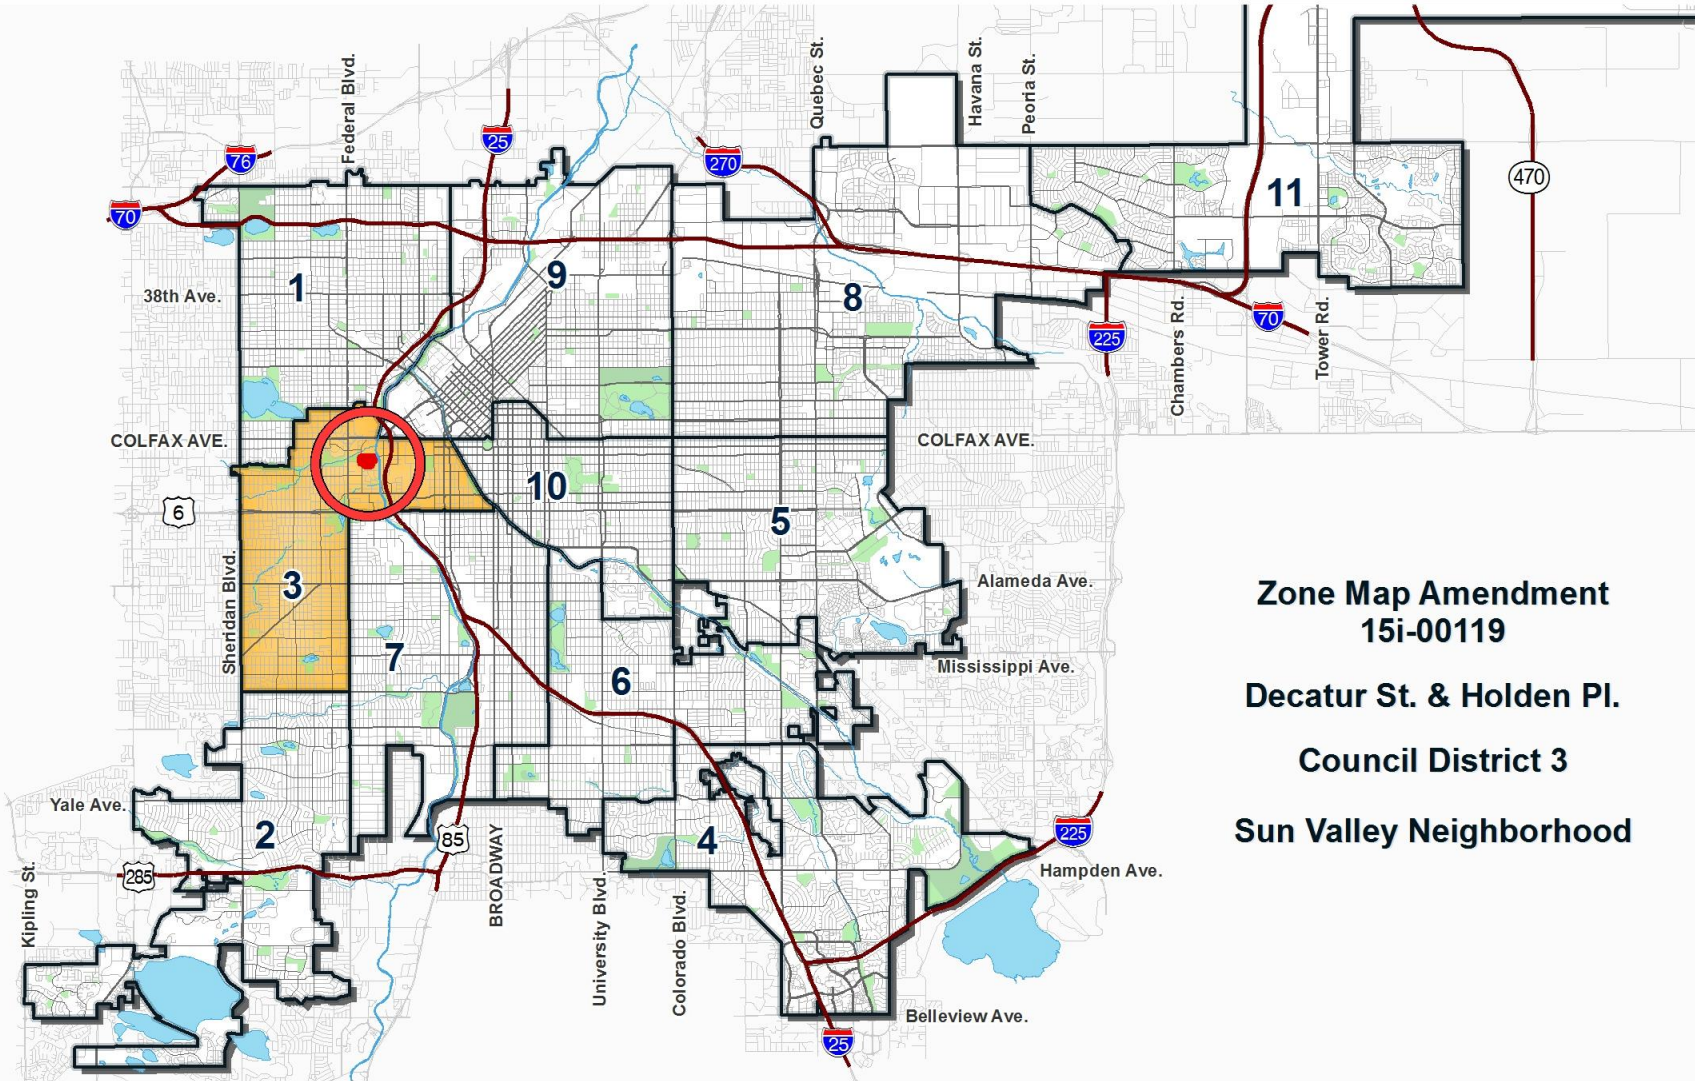 Federal Blvd.
Quebec St.
Havana St.
Peoria St.
76
25
270
70
470
11
1
9
8
38th Ave.
225
Chambers Rd.
70
Tower Rd.
COLFAX AVE.
COLFAX AVE.
6
10
5
Sheridan Blvd.
3
Alameda Ave.
7
6
Mississippi Ave.
Zone Map Amendment
15i-00119
Decatur St. & Holden Pl.
Council District 3
Sun Valley Neighborhood
Yale Ave.
2
85
BROADWAY
4
225
285
Hampden Ave.
Kipling St.
University Blvd.
Colorado Blvd.
Belleview Ave.
25